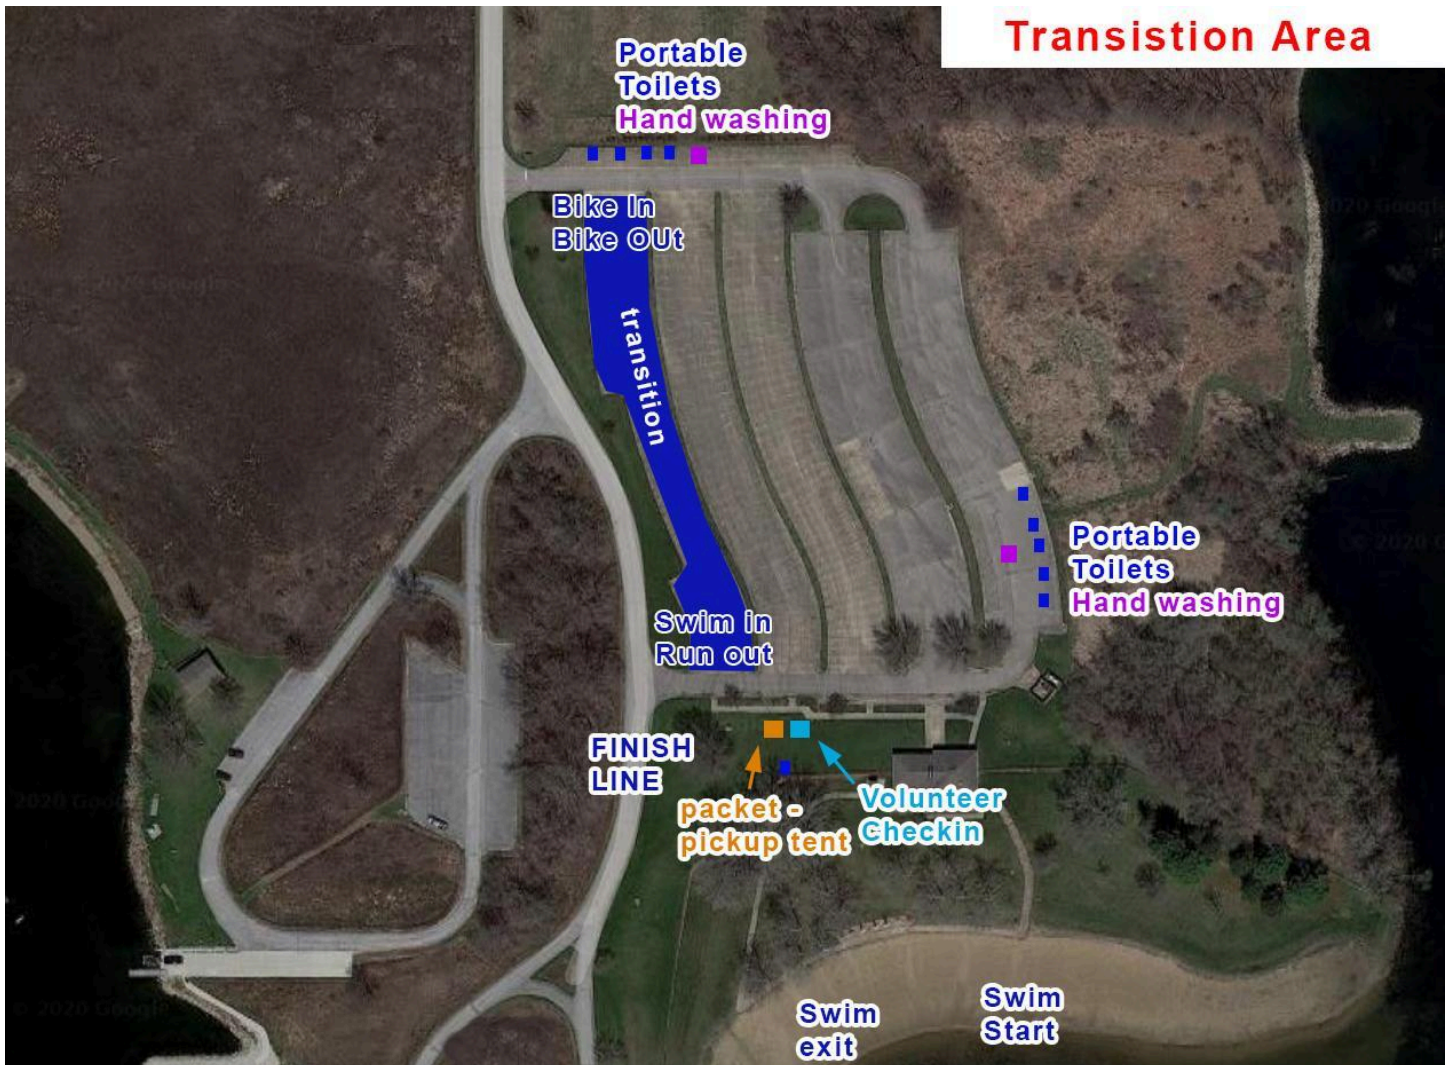 Transistion Area
Portable
Toilets
Hand washing
Bike In
Bike OUt
transition
Portable
Toilets
Hand washing
Swim in
Run out
FINISH
LINE
packet -
pickup tent
Volunteer
Checkin
Swim
exit
Swim
Start